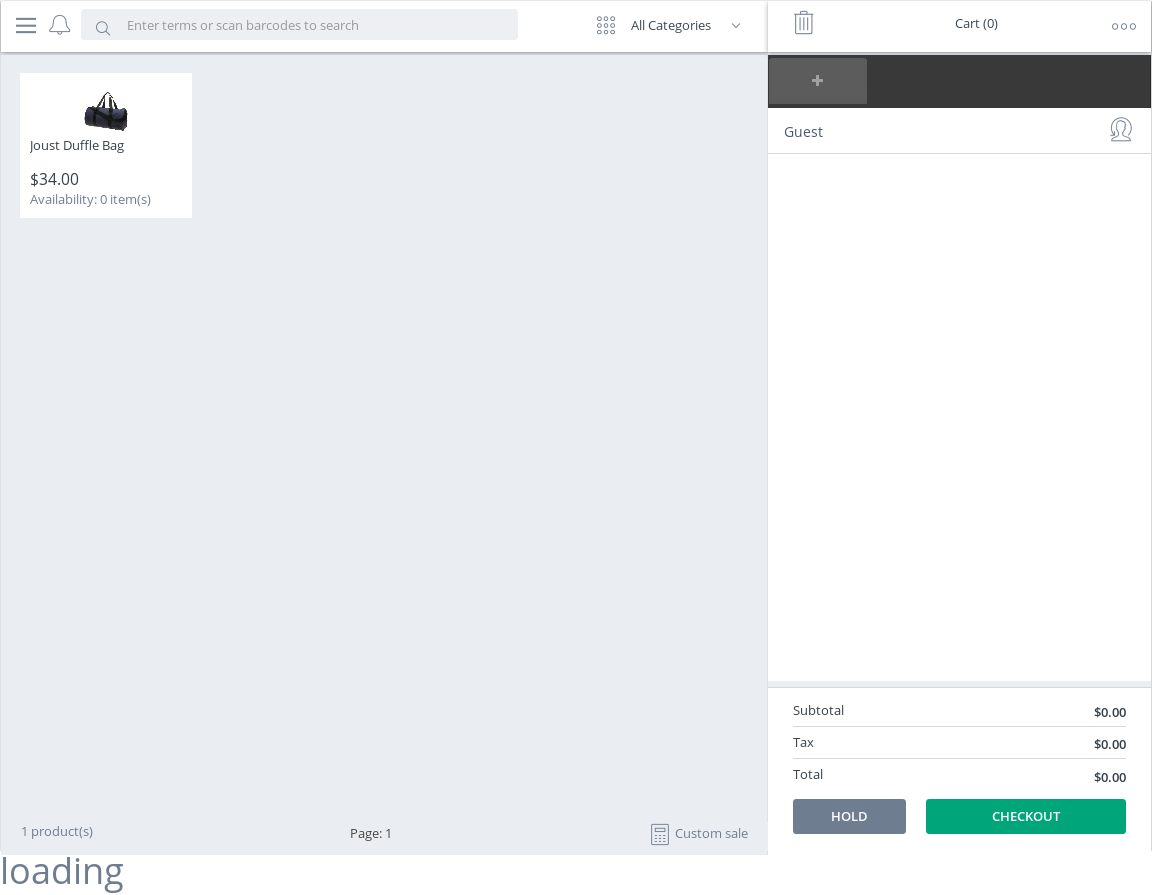 Enter terms or scan barcodes to search
All Categories
Cart (0)
Guest
Joust Duffle Bag
$34.00
Availability: 0 item(s)
Subtotal $0.00
Tax $0.00
Total $0.00
HOLD CHECKOUT
1 product(s) Page: 1 Custom sale
loading